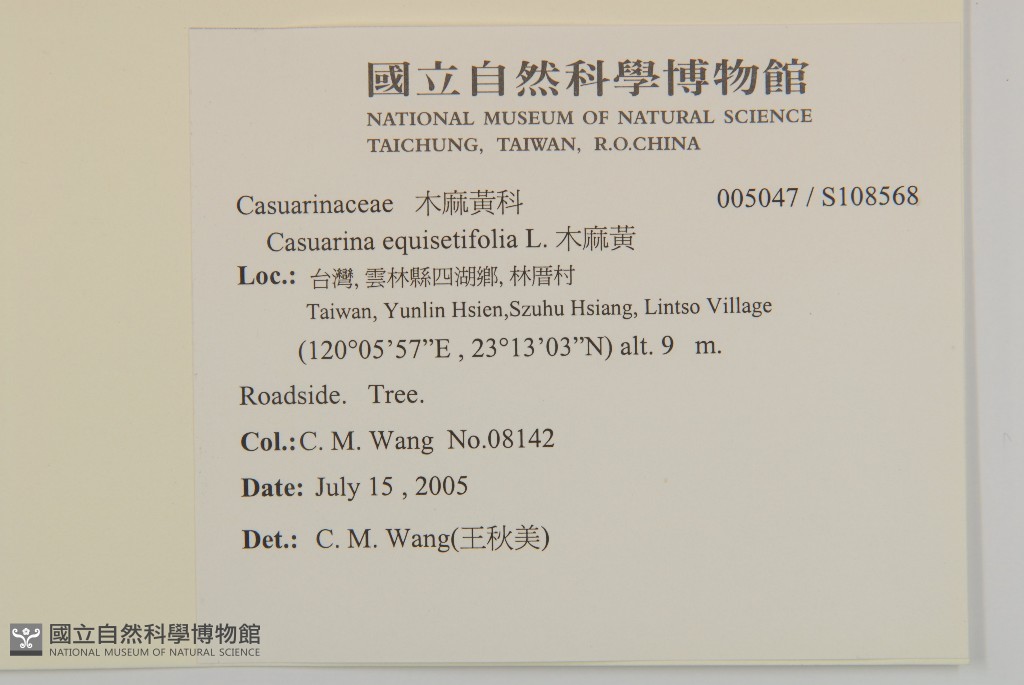 國立自然科學博物館
NATIONAL MUSEUM OF NATURAL SCIENCE
TAICHUNG, TAIWAN, R.O.CHINA
Casuarinaceae 木麻黃科 005047 / S108568
Casuarina equisetifolia L. 木麻黃
Loc.: 台灣, 雲林縣四湖鄉, 林厝村
Taiwan, Yunlin Hsien,Szuhu Hsiang, Lintso Village
(120°05’57”E , 23°13’03”N) alt. 9 m.
Roadside. Tree.
Col.:C. M. Wang No.08142
Date: July 15 , 2005
Det.: C. M. Wang(王秋美)
國立自然科學博物館
NATIONAL MUSEUM OF NATURAL SCIENCE